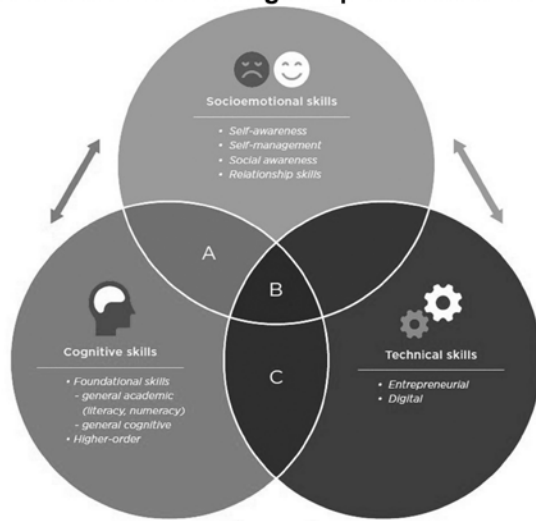 Socioemotional skills
• Self-awareness
• Self-management
• Social awareness
• Relationship skills
A
B
Cognitive skills
• Foundational skills
- general academic
(literacy, numeracy)
- general cognitive
• Higher-order
C
Technical skills
• Entrepreneurial
• Digital